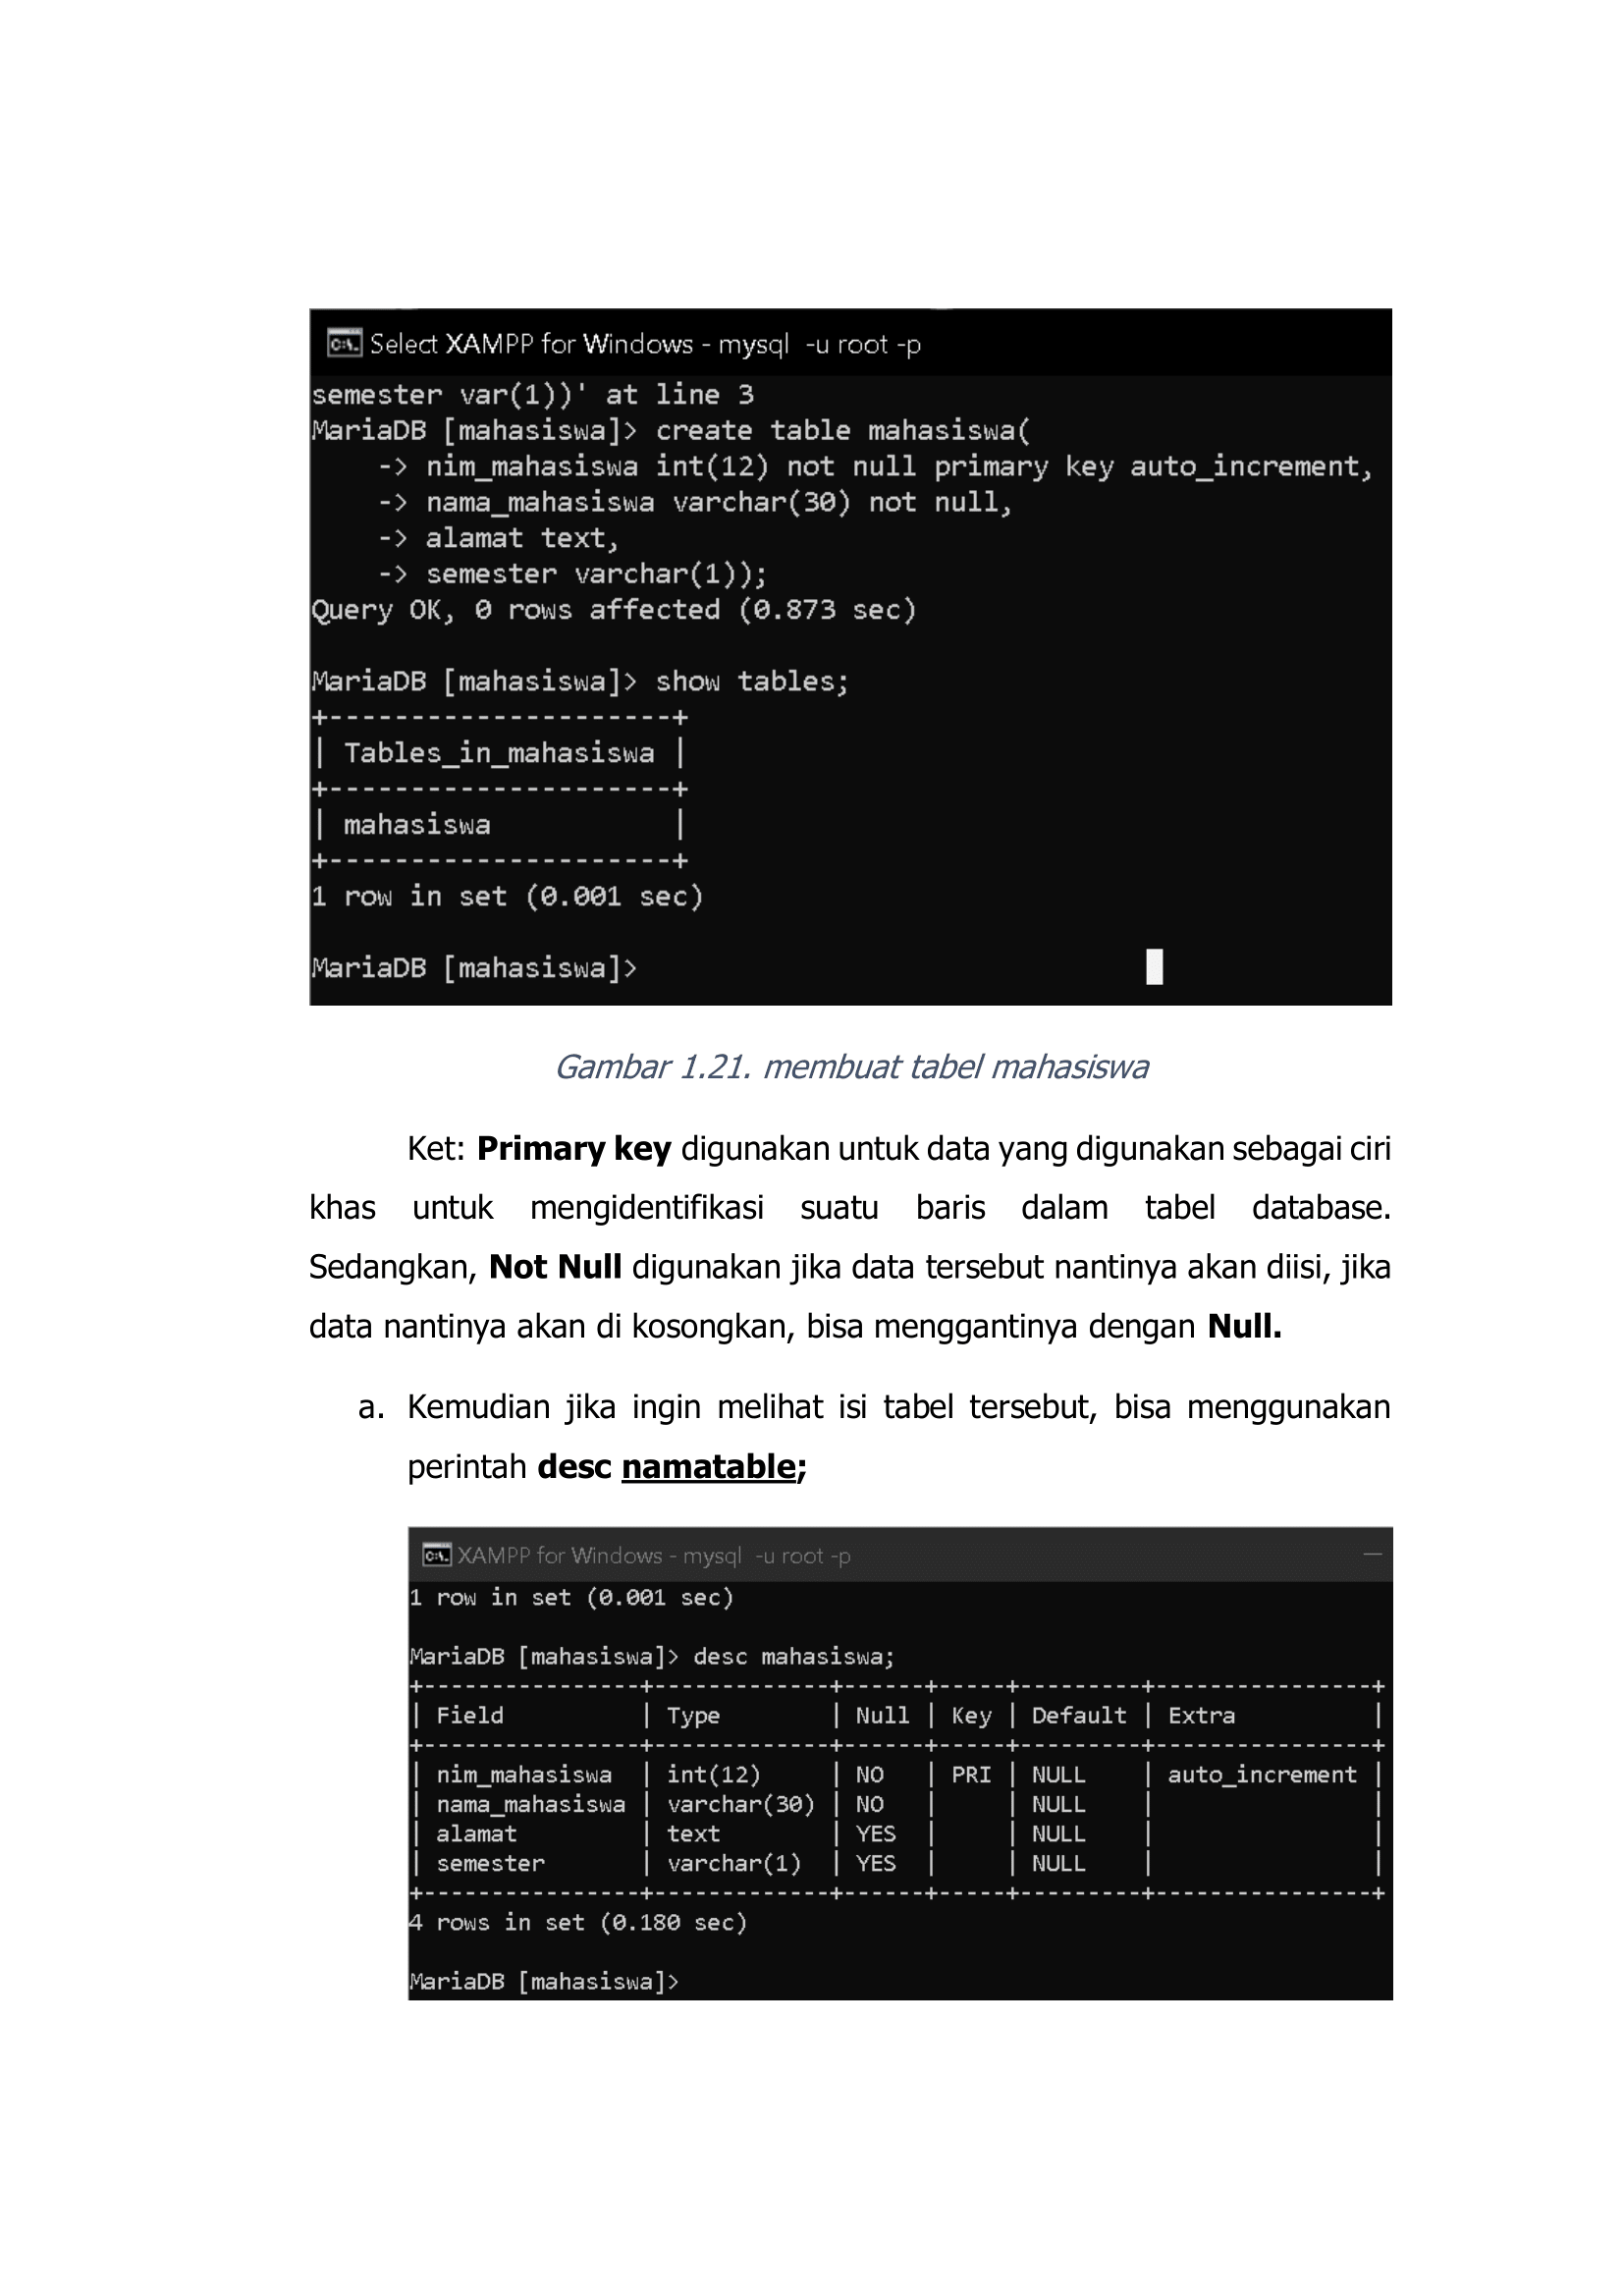 Select XAMPP for Windows - mysql  -u root -p
semester var(1))' at line 3
MariaDB [mahasiswa]> create table mahasiswa(
    -> nim_mahasiswa int(12) not null primary key auto_increment,
    -> nama_mahasiswa varchar(30) not null,
    -> alamat text,
    -> semester varchar(1));
Query OK, 0 rows affected (0.873 sec)
MariaDB [mahasiswa]> show tables;
+---------------------+
| Tables_in_mahasiswa |
+---------------------+
| mahasiswa           |
+---------------------+
1 row in set (0.001 sec)
MariaDB [mahasiswa]>
Gambar 1.21. membuat tabel mahasiswa
Ket: Primary key digunakan untuk data yang digunakan sebagai ciri
khas untuk mengidentifikasi suatu baris dalam tabel database.
Sedangkan, Not Null digunakan jika data tersebut nantinya akan diisi, jika
data nantinya akan di kosongkan, bisa menggantinya dengan Null.
a. Kemudian jika ingin melihat isi tabel tersebut, bisa menggunakan
perintah desc namatable;
XAMPP for Windows - mysql  -u root -p
1 row in set (0.001 sec)
MariaDB [mahasiswa]> desc mahasiswa;
+----------------+-------------+------+-----+---------+----------------+
| Field          | Type        | Null | Key | Default | Extra          |
+----------------+-------------+------+-----+---------+----------------+
| nim_mahasiswa  | int(12)     | NO   | PRI | NULL    | auto_increment |
| nama_mahasiswa | varchar(30) | NO   |     | NULL    |                |
| alamat         | text        | YES  |     | NULL    |                |
| semester       | varchar(1)  | YES  |     | NULL    |                |
+----------------+-------------+------+-----+---------+----------------+
4 rows in set (0.180 sec)
MariaDB [mahasiswa]>